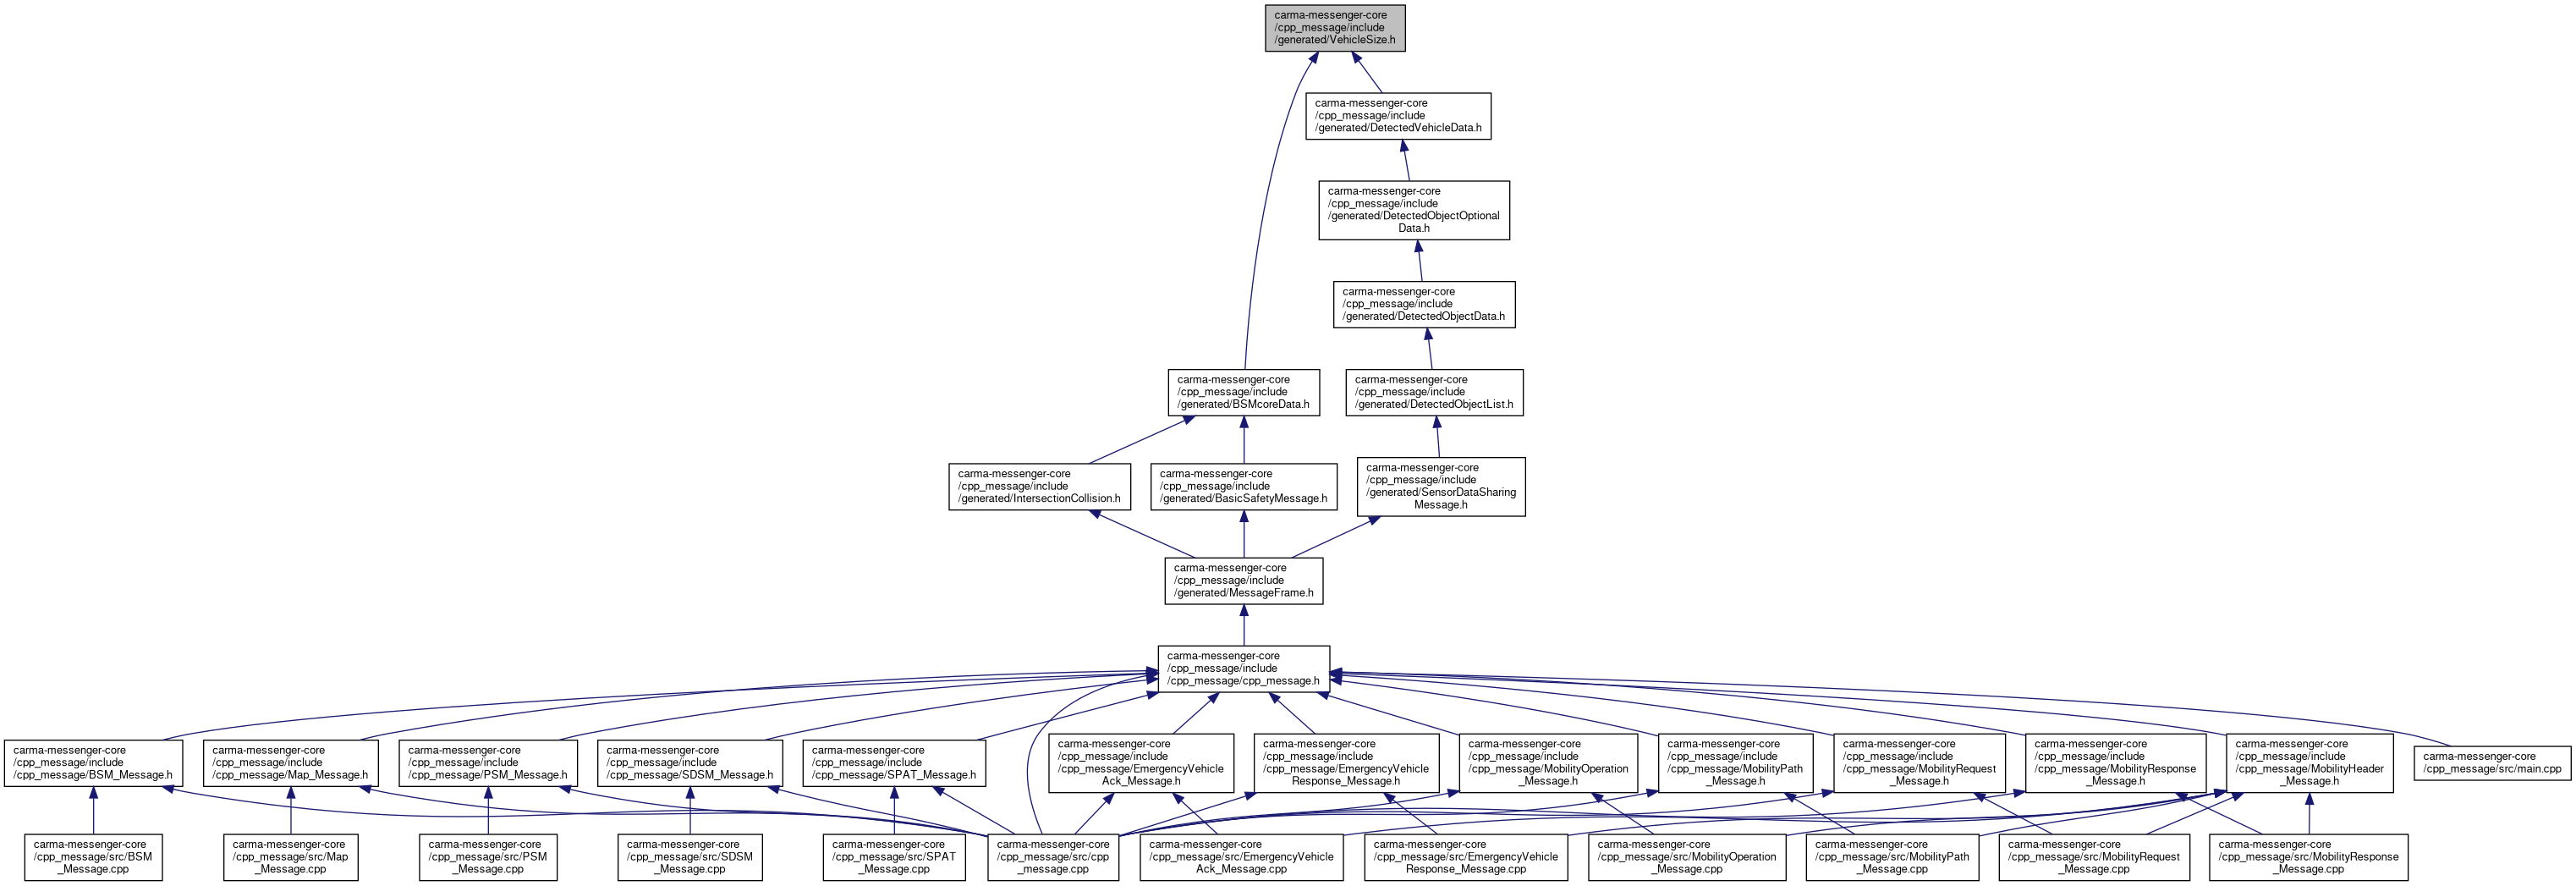 carma-messenger-core
/cpp_message/include
/generated/VehicleSize.h
carma-messenger-core
/cpp_message/include
/generated/DetectedVehicleData.h
carma-messenger-core
/cpp_message/include
/generated/DetectedObjectOptional
Data.h
carma-messenger-core
/cpp_message/include
/generated/DetectedObjectData.h
carma-messenger-core
/cpp_message/include
/generated/BSMcoreData.h
carma-messenger-core
/cpp_message/include
/generated/DetectedObjectList.h
carma-messenger-core
/cpp_message/include
/generated/IntersectionCollision.h
carma-messenger-core
/cpp_message/include
/generated/BasicSafetyMessage.h
carma-messenger-core
/cpp_message/include
/generated/SensorDataSharing
Message.h
carma-messenger-core
/cpp_message/include
/generated/MessageFrame.h
carma-messenger-core
/cpp_message/include
/cpp_message/cpp_message.h
carma-messenger-core
/cpp_message/include
/cpp_message/BSM_Message.h
carma-messenger-core
/cpp_message/include
/cpp_message/Map_Message.h
carma-messenger-core
/cpp_message/include
/cpp_message/PSM_Message.h
carma-messenger-core
/cpp_message/include
/cpp_message/SDSM_Message.h
carma-messenger-core
/cpp_message/include
/cpp_message/SPAT_Message.h
carma-messenger-core
/cpp_message/include
/cpp_message/EmergencyVehicle
Ack_Message.h
carma-messenger-core
/cpp_message/include
/cpp_message/EmergencyVehicle
Response_Message.h
carma-messenger-core
/cpp_message/include
/cpp_message/MobilityOperation
_Message.h
carma-messenger-core
/cpp_message/include
/cpp_message/MobilityPath
_Message.h
carma-messenger-core
/cpp_message/include
/cpp_message/MobilityRequest
_Message.h
carma-messenger-core
/cpp_message/include
/cpp_message/MobilityResponse
_Message.h
carma-messenger-core
/cpp_message/include
/cpp_message/MobilityHeader
_Message.h
carma-messenger-core
/cpp_message/src/main.cpp
carma-messenger-core
/cpp_message/src/BSM
_Message.cpp
carma-messenger-core
/cpp_message/src/Map
_Message.cpp
carma-messenger-core
/cpp_message/src/PSM
_Message.cpp
carma-messenger-core
/cpp_message/src/SDSM
_Message.cpp
carma-messenger-core
/cpp_message/src/SPAT
_Message.cpp
carma-messenger-core
/cpp_message/src/cpp
_message.cpp
carma-messenger-core
/cpp_message/src/EmergencyVehicle
Ack_Message.cpp
carma-messenger-core
/cpp_message/src/EmergencyVehicle
Response_Message.cpp
carma-messenger-core
/cpp_message/src/MobilityOperation
_Message.cpp
carma-messenger-core
/cpp_message/src/MobilityPath
_Message.cpp
carma-messenger-core
/cpp_message/src/MobilityRequest
_Message.cpp
carma-messenger-core
/cpp_message/src/MobilityResponse
_Message.cpp